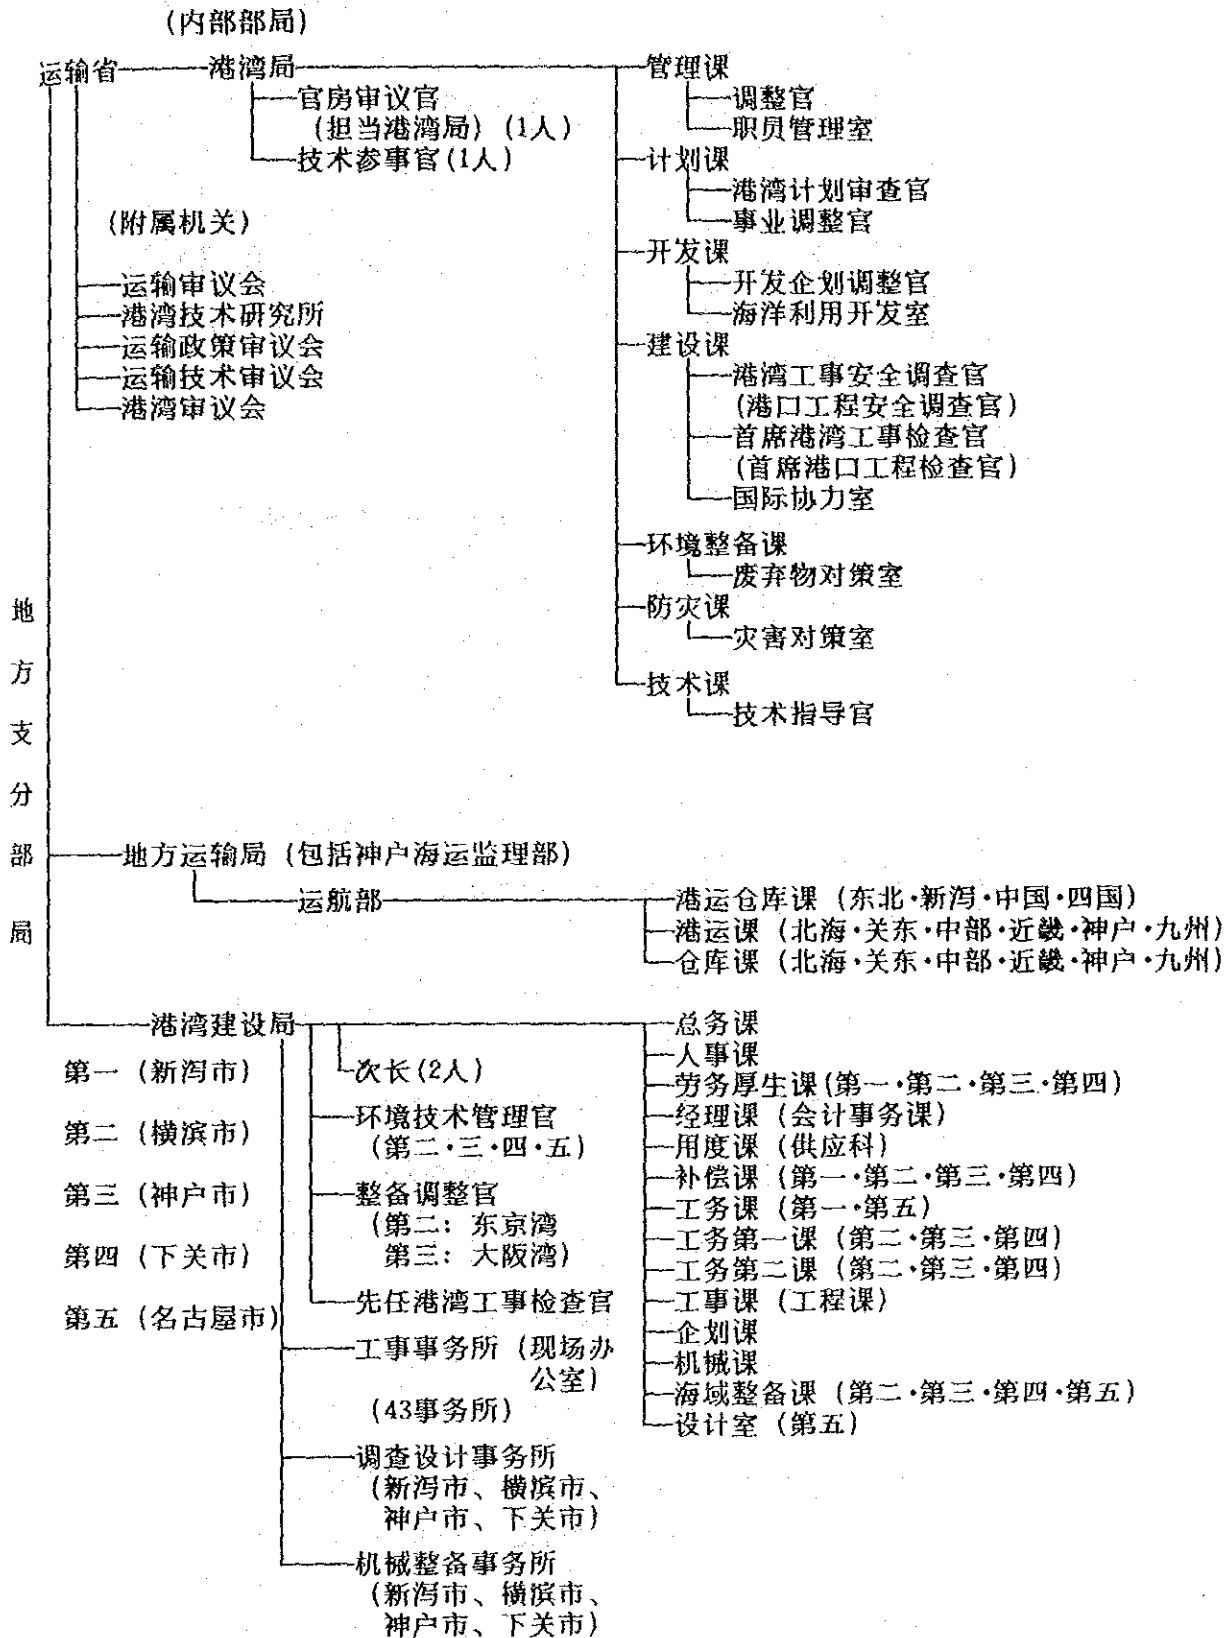 (内部部局)
运输省 港湾局 管理课
官房审议官 调整官
(担当港湾局) (1人) 职员管理室
技术参事官(1人) 计划课
港湾计划审查官
(附属机关) 事业调整官
开发课
运输审议会 开发企划调整官
港湾技术研究所 海洋利用开发室
运输政策审议会 建设课
运输技术审议会 港湾工事安全调查官
港湾审议会 (港口工程安全调查官)
首席港湾工事检查官
(首席港口工程检查官)
国际协力室
环境整备课
废弃物对策室
防灾课
灾害对策室
技术课
技术指导官
地方支分部局
地方运输局 (包括神户海运监理部)
运航部 港运仓库课 (东北·新泻·中国·四国)
港运课 (北海·关东·中部·近畿·神户·九州)
仓库课 (北海·关东·中部·近畿·神户·九州)
港湾建设局 总务课
第一 (新泻市) 次长(2人) 人事课
劳务厚生课(第一·第二·第三·第四)
环境技术管理官 经理课 (会计事务课)
第二 (横滨市) (第二·三·四·五) 用度课 (供应科)
补偿课 (第一·第二·第三·第四)
第三 (神户市) 整备调整官 工务课 (第一·第五)
(第二: 东京湾 工务第一课 (第二·第三·第四)
第四 (下关市) 第三: 大阪湾) 工务第二课 (第二·第三·第四)
先任港湾工事检查官 工事课 (工程课)
第五 (名古屋市) 企划课
工事事务所 (现场办 机械课
公室) 海域整备课 (第二·第三·第四·第五)
(43事务所) 设计室 (第五)
调查设计事务所
(新泻市、横滨市、
神户市、下关市)
机械整备事务所
(新泻市、横滨市、
神户市、下关市)